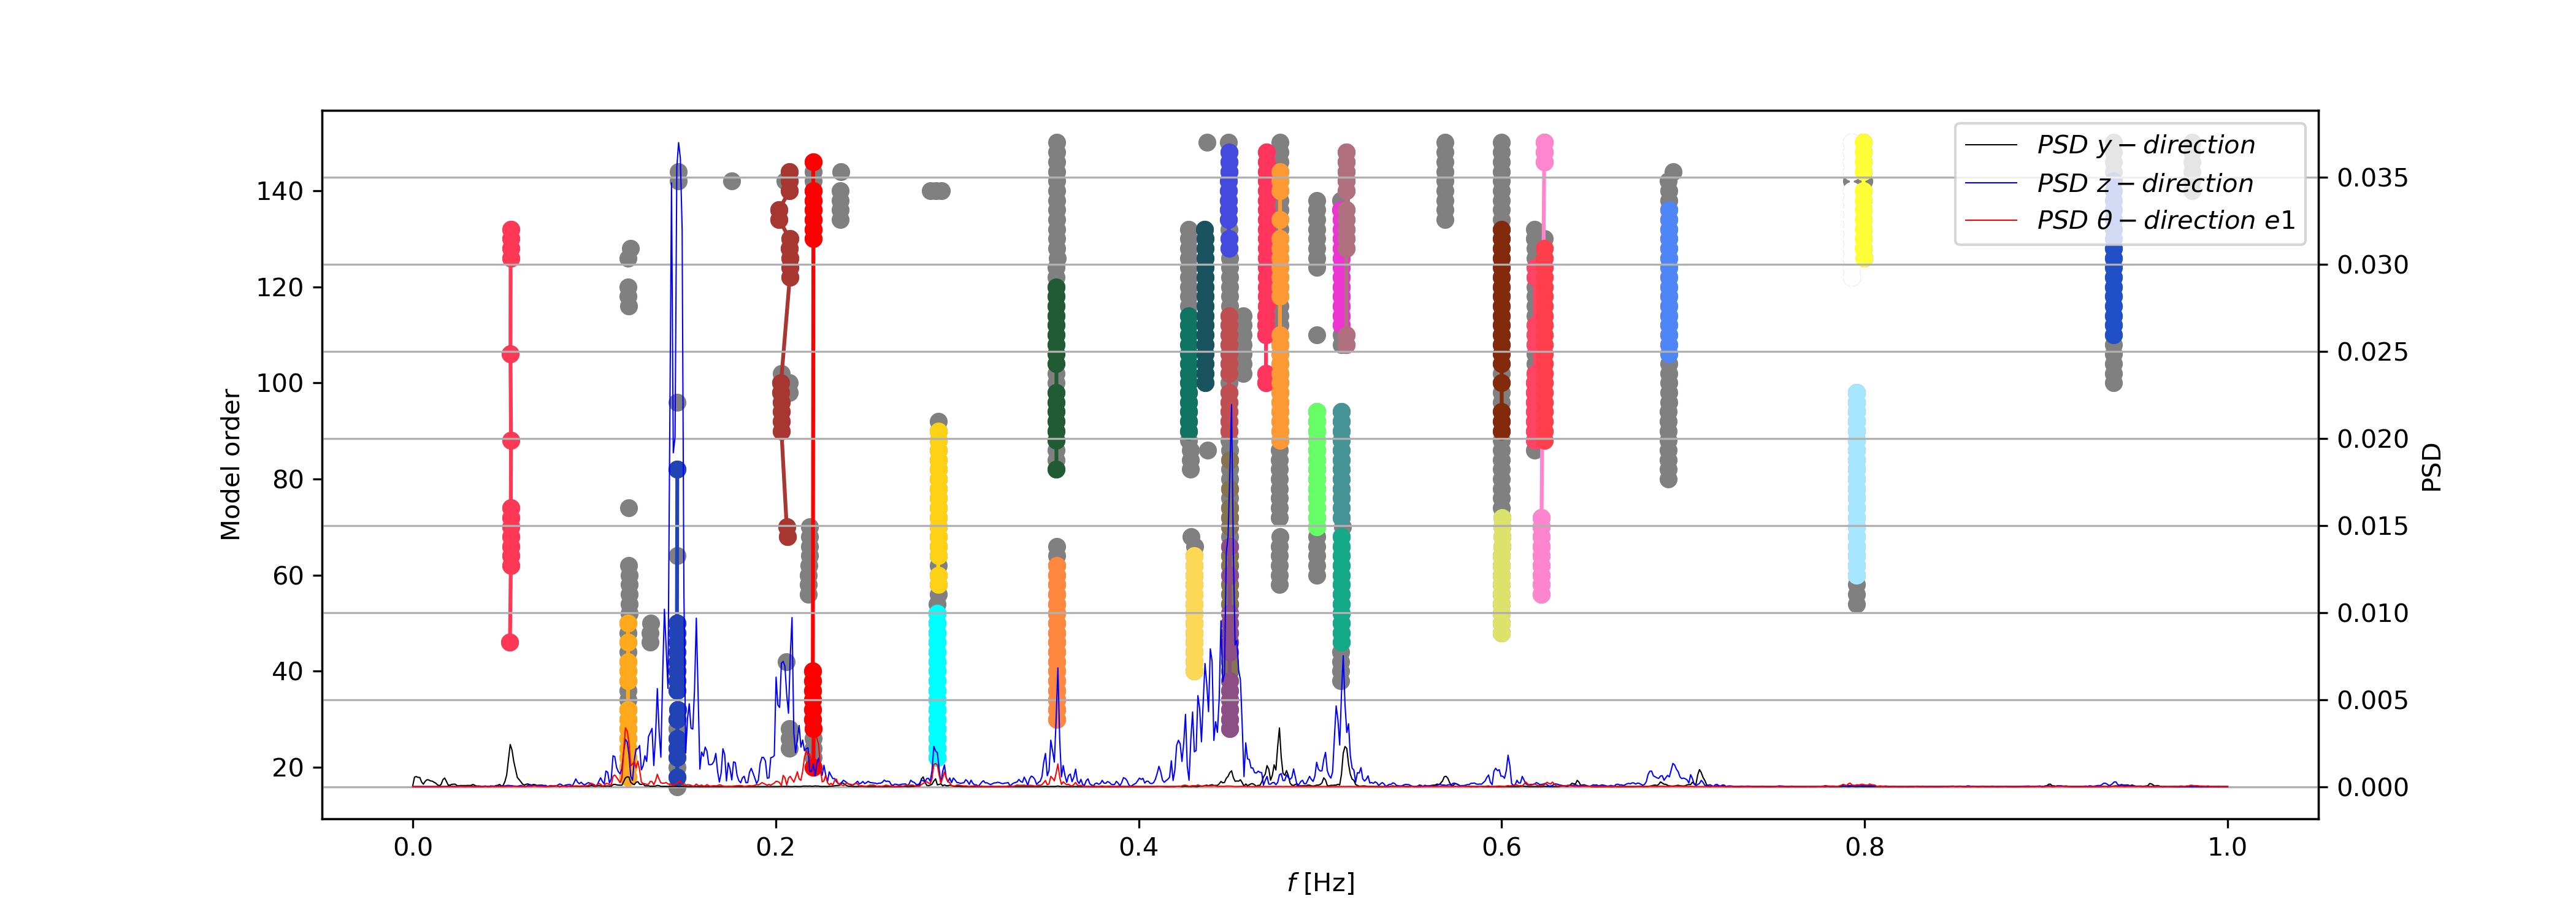 PSD y − direction
PSD z − direction
PSD θ − direction e1
Model order
140
120
100
80
60
40
20
0.035
0.030
0.025
0.020
0.015
0.010
0.005
0.000
PSD
0.0 0.2 0.4 0.6 0.8 1.0
f [Hz]